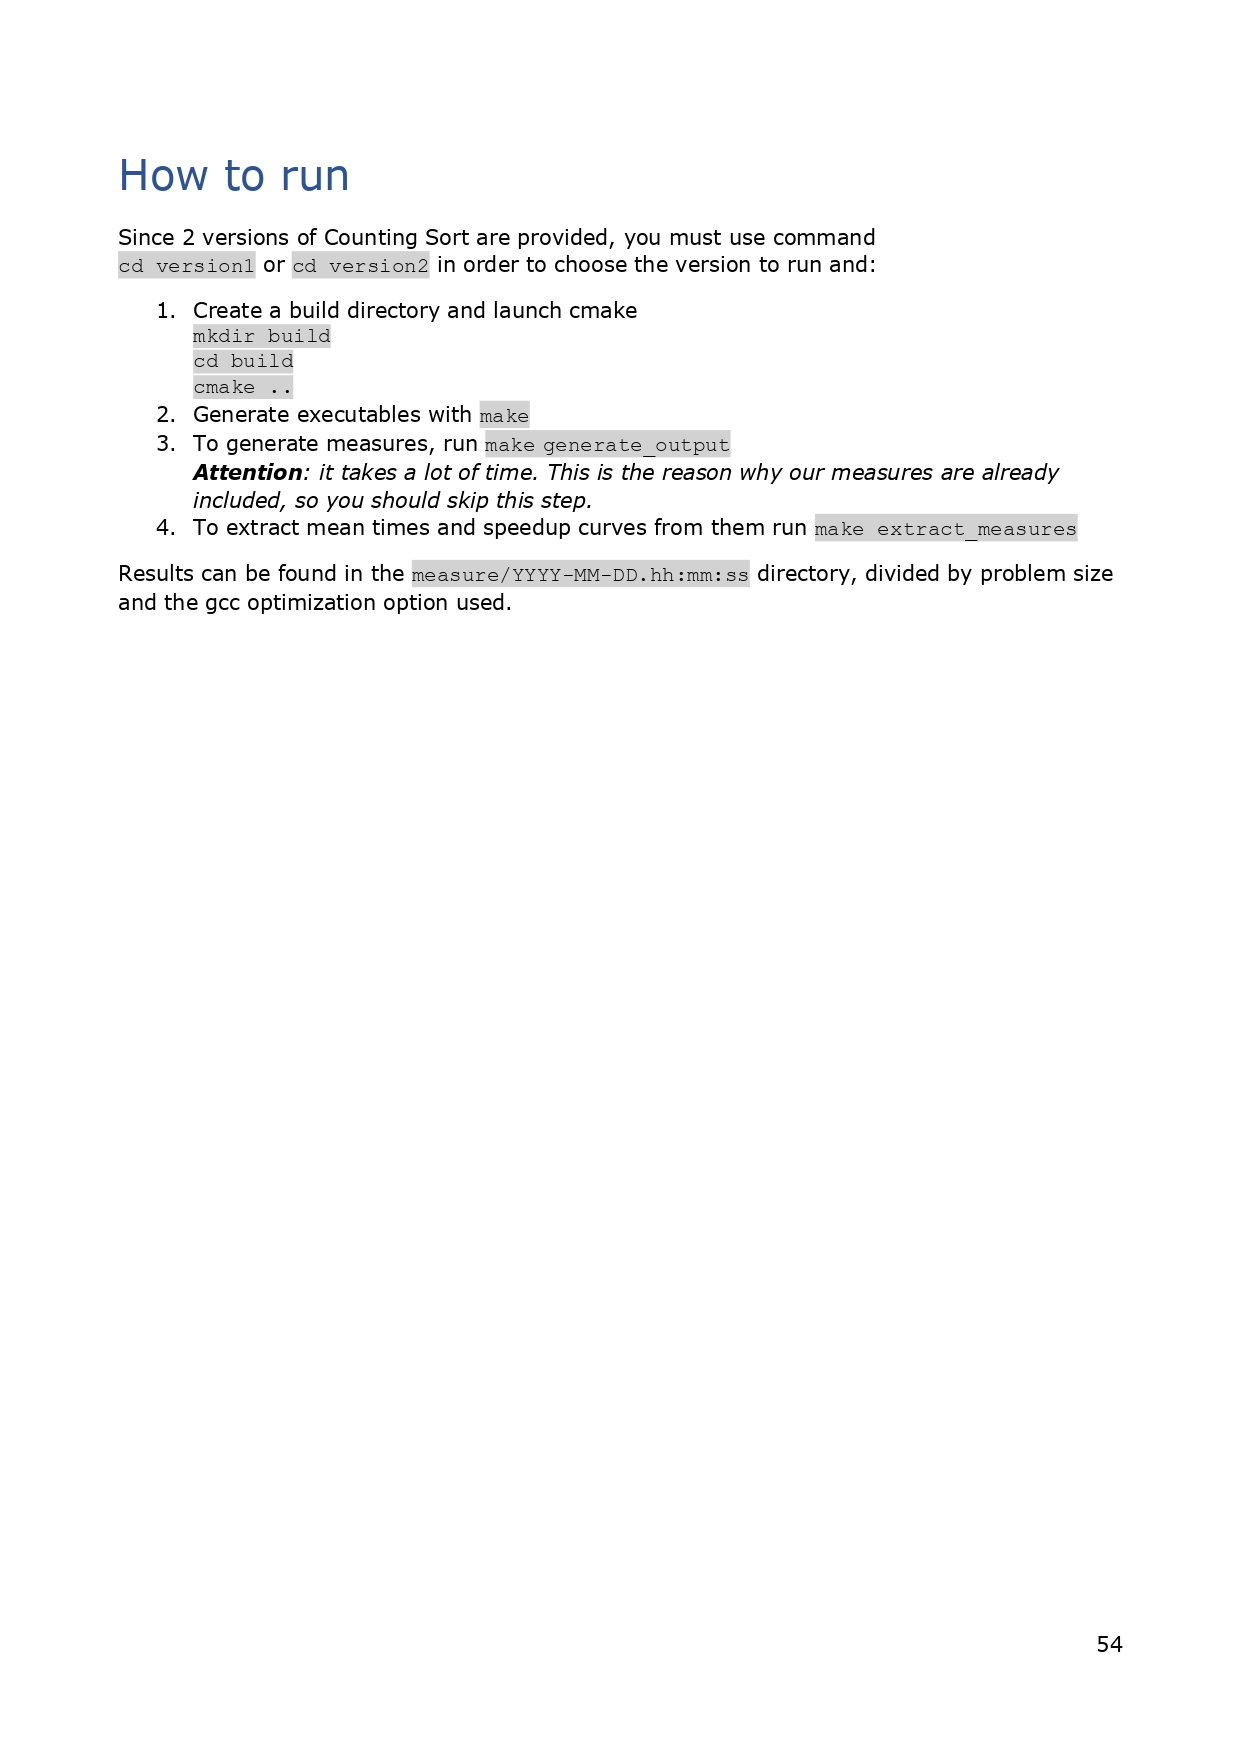 How to run
Since 2 versions of Counting Sort are provided, you must use command
cd version1 or cd version2 in order to choose the version to run and:
1. Create a build directory and launch cmake
mkdir build
cd build
cmake ..
2. Generate executables with make
3. To generate measures, run make generate_output
Attention: it takes a lot of time. This is the reason why our measures are already
included, so you should skip this step.
4. To extract mean times and speedup curves from them run make extract_measures
Results can be found in the measure/YYYY-MM-DD.hh:mm:ss directory, divided by problem size
and the gcc optimization option used.
54